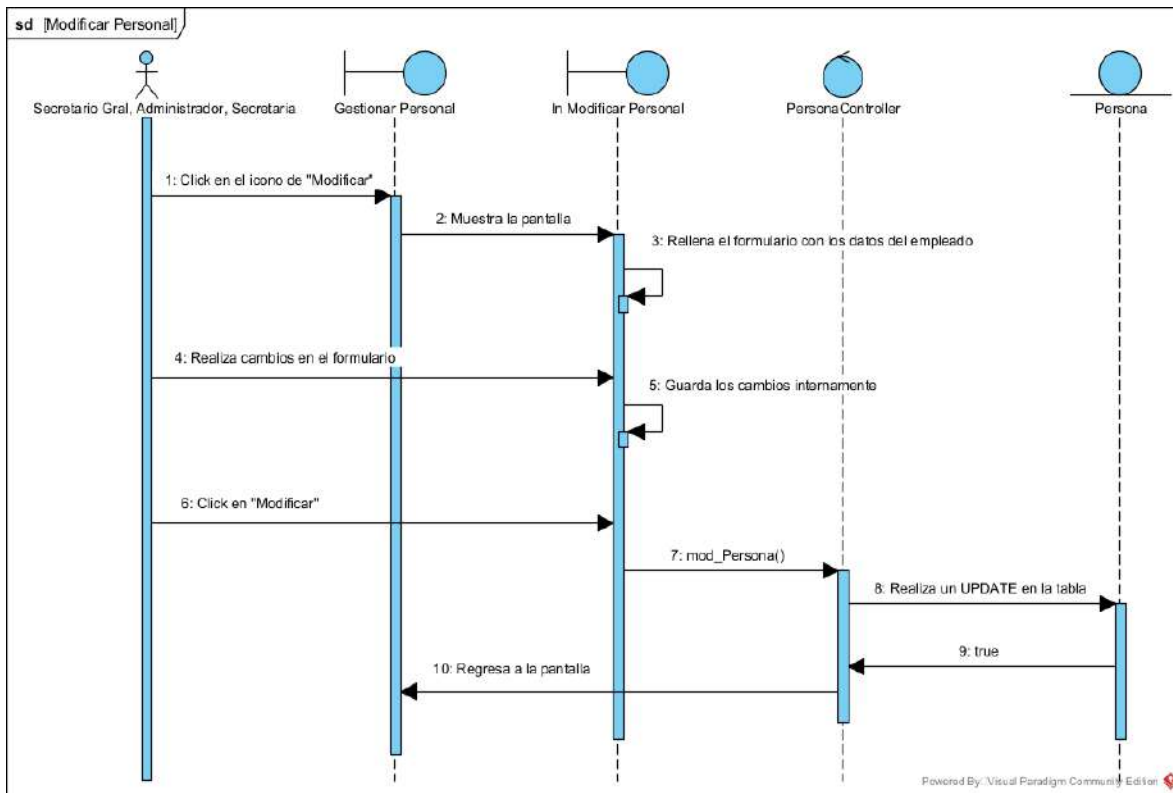 sd [Modificar Personal]
Secretario Gral, Administrador, Secretaria
Gestionar Personal
In Modificar Personal
PersonaController
Persona
1: Click en el icono de "Modificar"
2: Muestra la pantalla
3: Rellena el formulario con los datos del empleado
4: Realiza cambios en el formulario
5: Guarda los cambios internamente
6: Click en "Modificar"
7: mod_Persona()
8: Realiza un UPDATE en la tabla
9: true
10: Regresa a la pantalla
Powered By: Visual Paradigm Community Edition